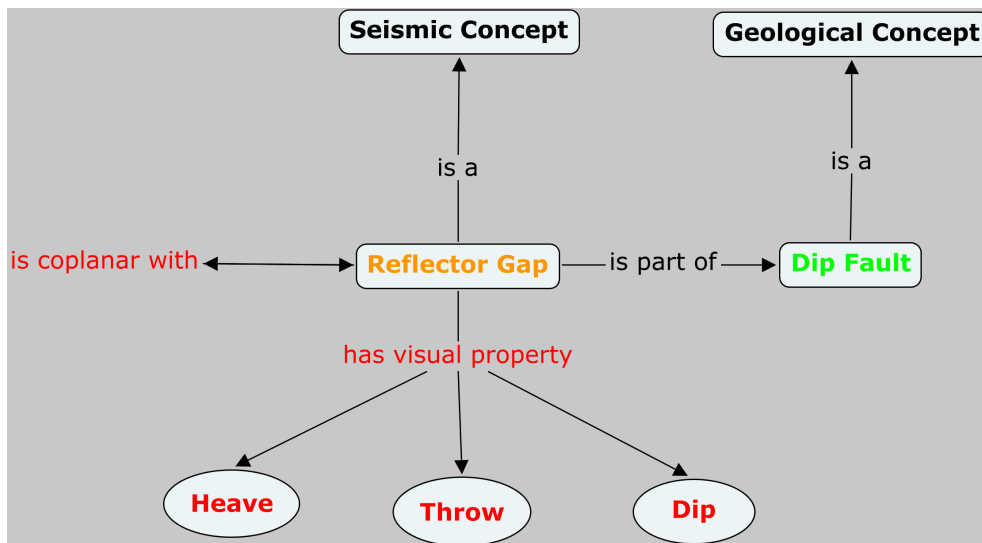 Seismic Concept
Geological Concept
is a
is a
is coplanar with
Reflector Gap
is part of
Dip Fault
has visual property
Heave
Throw
Dip